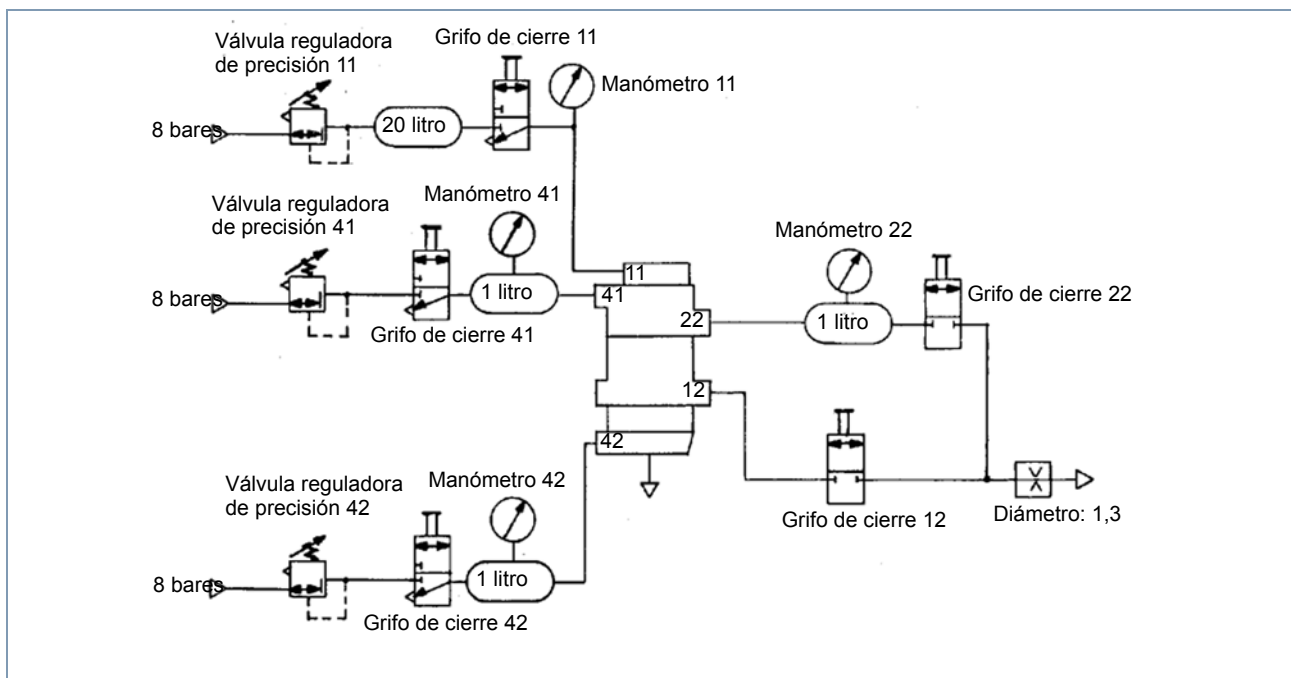 Válvula reguladora
de precisión 11
Grifo de cierre 11
Manómetro 11
8 bares
20 litro
Válvula reguladora
de precisión 41
Manómetro 41
Manómetro 22
8 bares
1 litro
Grifo de cierre 41
11
41
22
12
42
1 litro
Grifo de cierre 22
Válvula reguladora
de precisión 42
Manómetro 42
Grifo de cierre 12
Diámetro: 1,3
8 bares
1 litro
Grifo de cierre 42